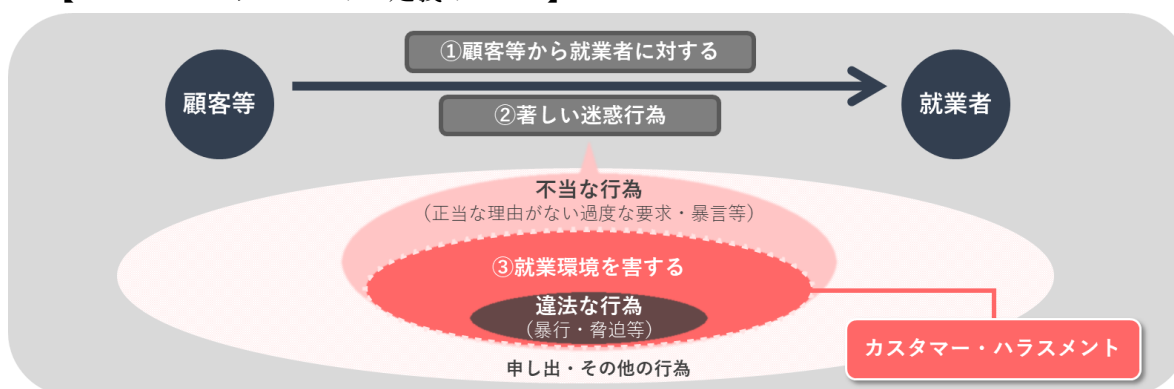 ①顧客等から就業者に対する
顧客等
就業者
②著しい迷惑行為
不当な行為
（正当な理由がない過度な要求・暴言等）
③就業環境を害する
違法な行為
（暴行・脅迫等）
カスタマー・ハラスメント
申し出・その他の行為